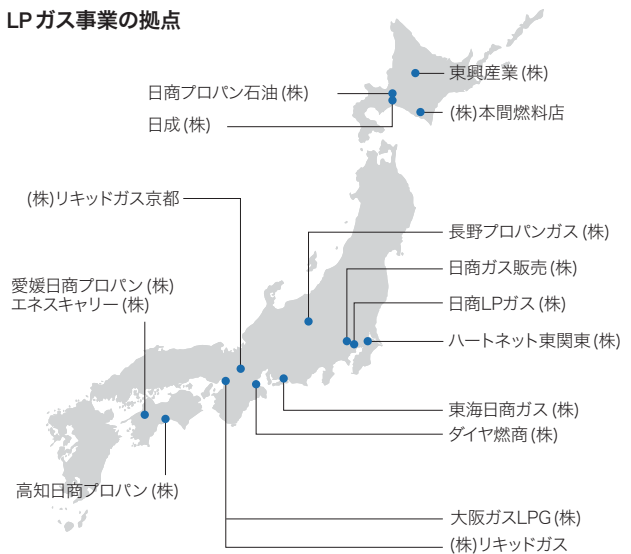 LPガス事業の拠点
東興産業(株)
日商プロパン石油(株)
(株)本間燃料店
日成(株)
(株)リキッドガス京都
長野プロパンガス(株)
日商ガス販売(株)
愛媛日商プロパン(株)
エネスキャリー(株)
日商LPガス(株)
ハートネット東関東(株)
東海日商ガス(株)
ダイヤ燃商(株)
高知日商プロパン(株)
大阪ガスLPG(株)
(株)リキッドガス